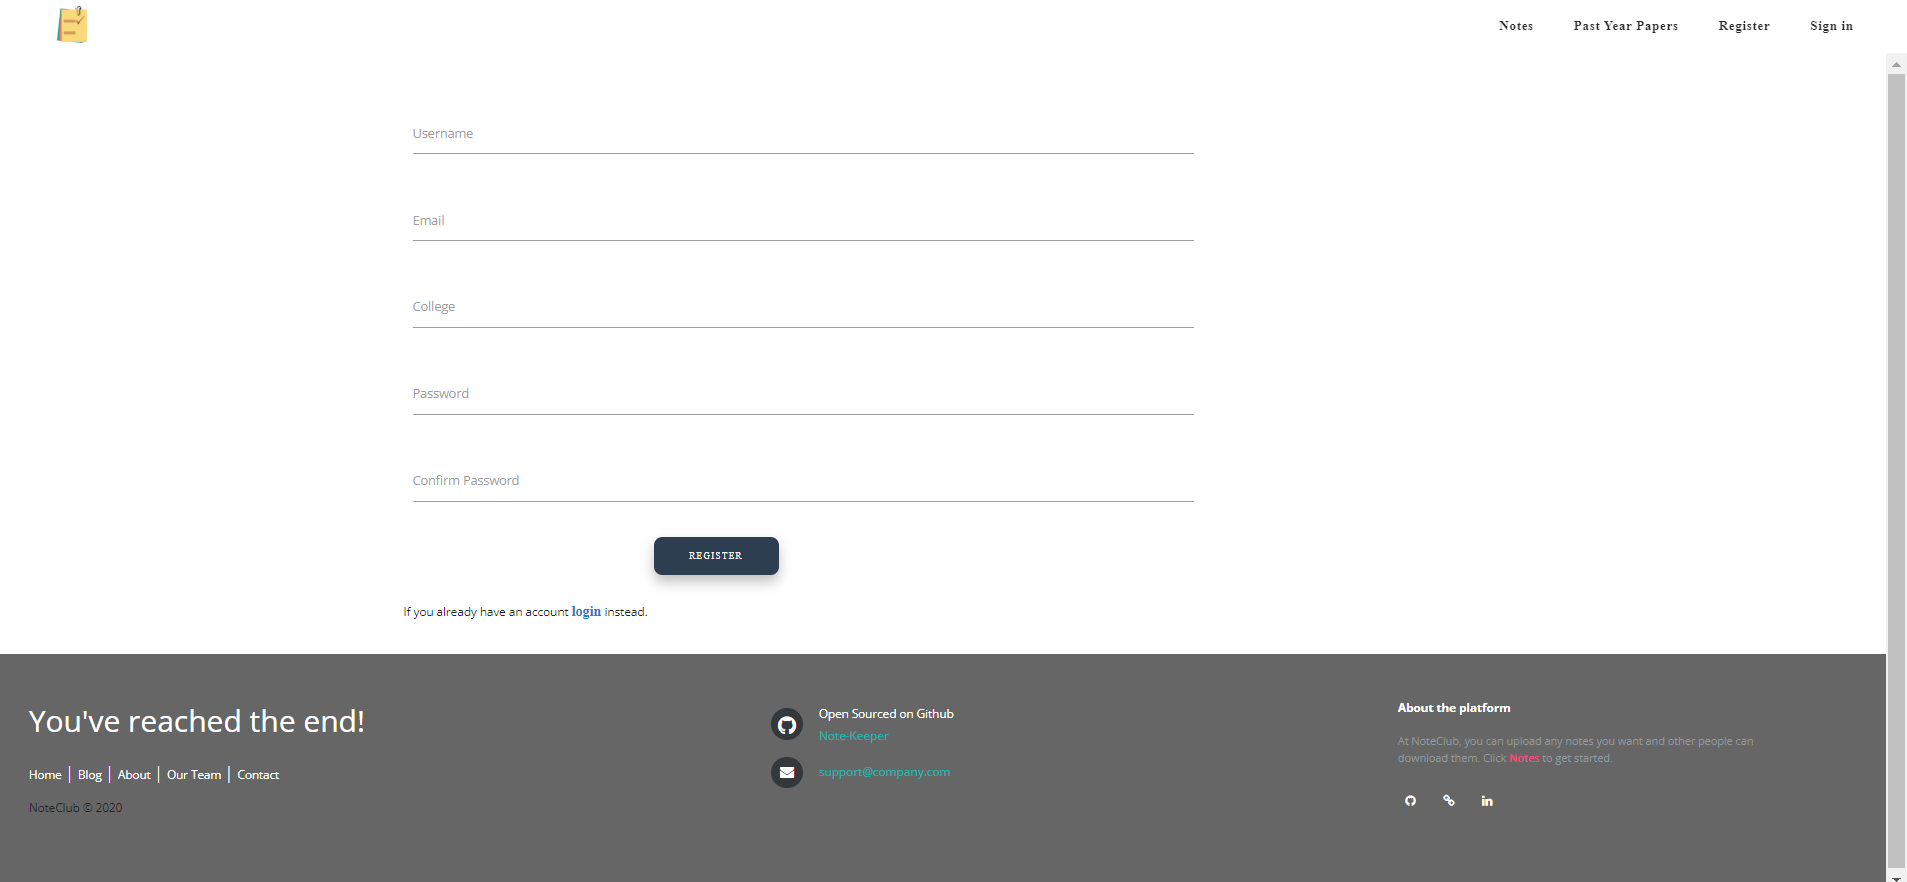 Notes Past Year Papers Register Sign in
Username
Email
College
Password
Confirm Password
REGISTER
If you already have an account login instead.
You've reached the end!
Home | Blog | About | Our Team | Contact
NoteClub © 2020
Open Sourced on Github
Note-Keeper
support@company.com
About the platform
At NoteClub, you can upload any notes you want and other people can
download them. Click Notes to get started.